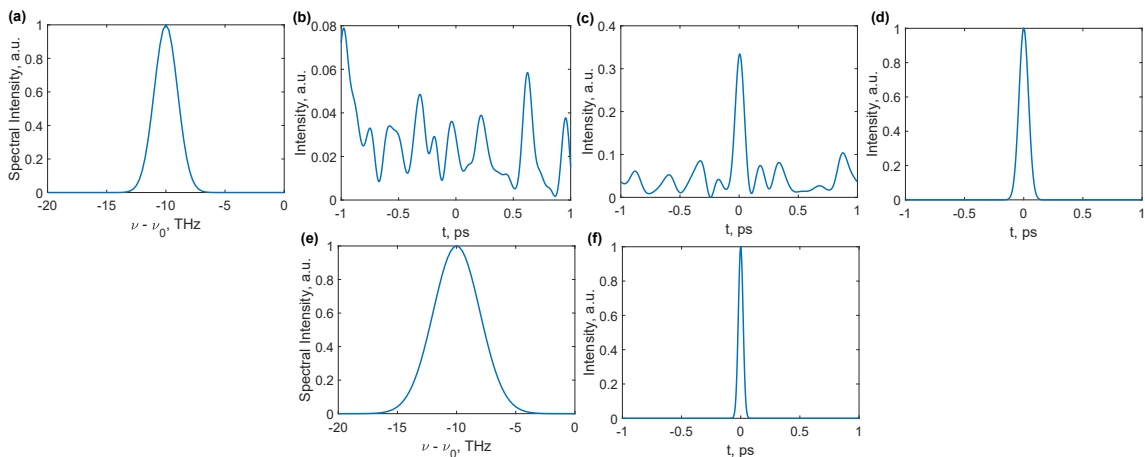 (a)
Spectral Intensity, a.u.
1
0.8
0.6
0.4
0.2
0
-20 -15 -10 -5 0
ν - ν0, THz
(b)
Intensity, a.u.
0.08
0.06
0.04
0.02
0
-1 -0.5 0 0.5 1
t, ps
(c)
Intensity, a.u.
0.4
0.3
0.2
0.1
0
-1 -0.5 0 0.5 1
t, ps
(d)
Intensity, a.u.
1
0.8
0.6
0.4
0.2
0
-1 -0.5 0 0.5 1
t, ps
(e)
Spectral Intensity, a.u.
1
0.8
0.6
0.4
0.2
0
-20 -15 -10 -5 0
ν - ν0, THz
(f)
Intensity, a.u.
1
0.8
0.6
0.4
0.2
0
-1 -0.5 0 0.5 1
t, ps